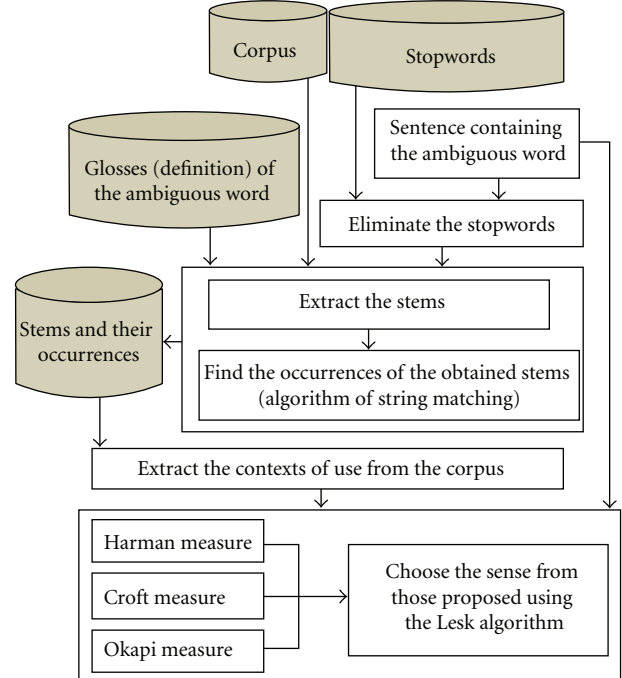 Corpus
Stopwords
Sentence containing
the ambiguous word
Glosses (definition) of
the ambiguous word
Eliminate the stopwords
Extract the stems
Stems and their
occurrences
Find the occurrences of the obtained stems
(algorithm of string matching)
Extract the contexts of use from the corpus
Harman measure
Croft measure
Okapi measure
Choose the sense from
those proposed using
the Lesk algorithm